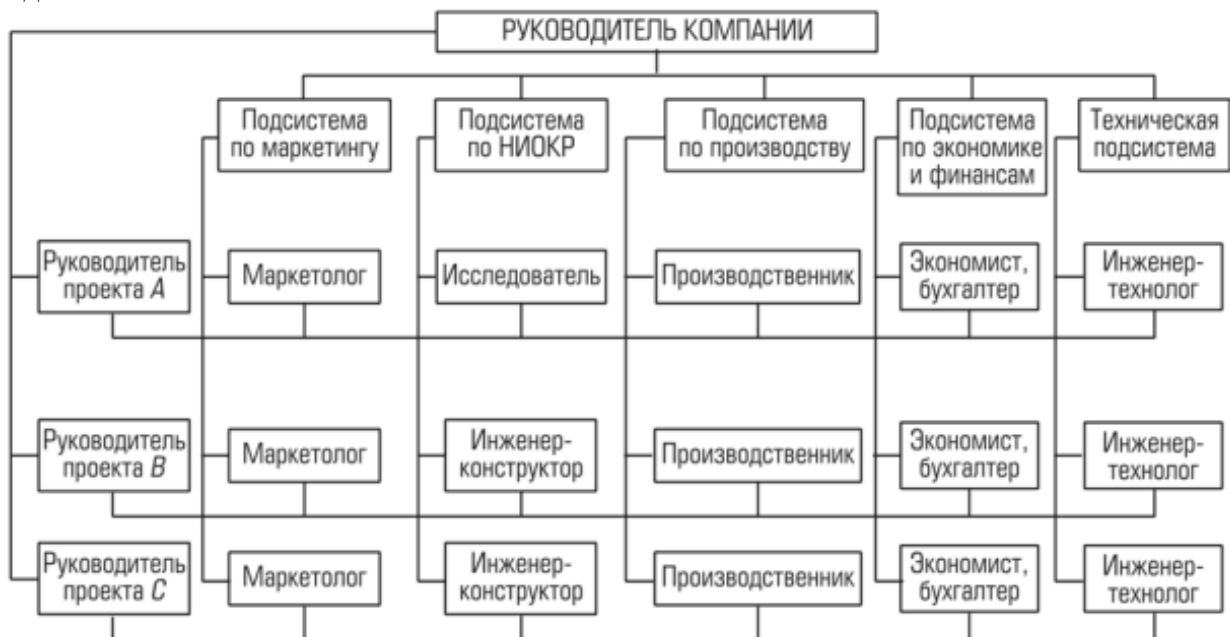 РУКОВОДИТЕЛЬ КОМПАНИИ
Подсистема
по маркетингу
Подсистема
по НИОКР
Подсистема
по производству
Подсистема
по экономике
и финансам
Техническая
подсистема
Руководитель
проекта A
Маркетолог
Исследователь
Производственник
Экономист,
бухгалтер
Инженер-
технолог
Руководитель
проекта B
Маркетолог
Инженер-
конструктор
Производственник
Экономист,
бухгалтер
Инженер-
технолог
Руководитель
проекта C
Маркетолог
Инженер-
конструктор
Производственник
Экономист,
бухгалтер
Инженер-
технолог